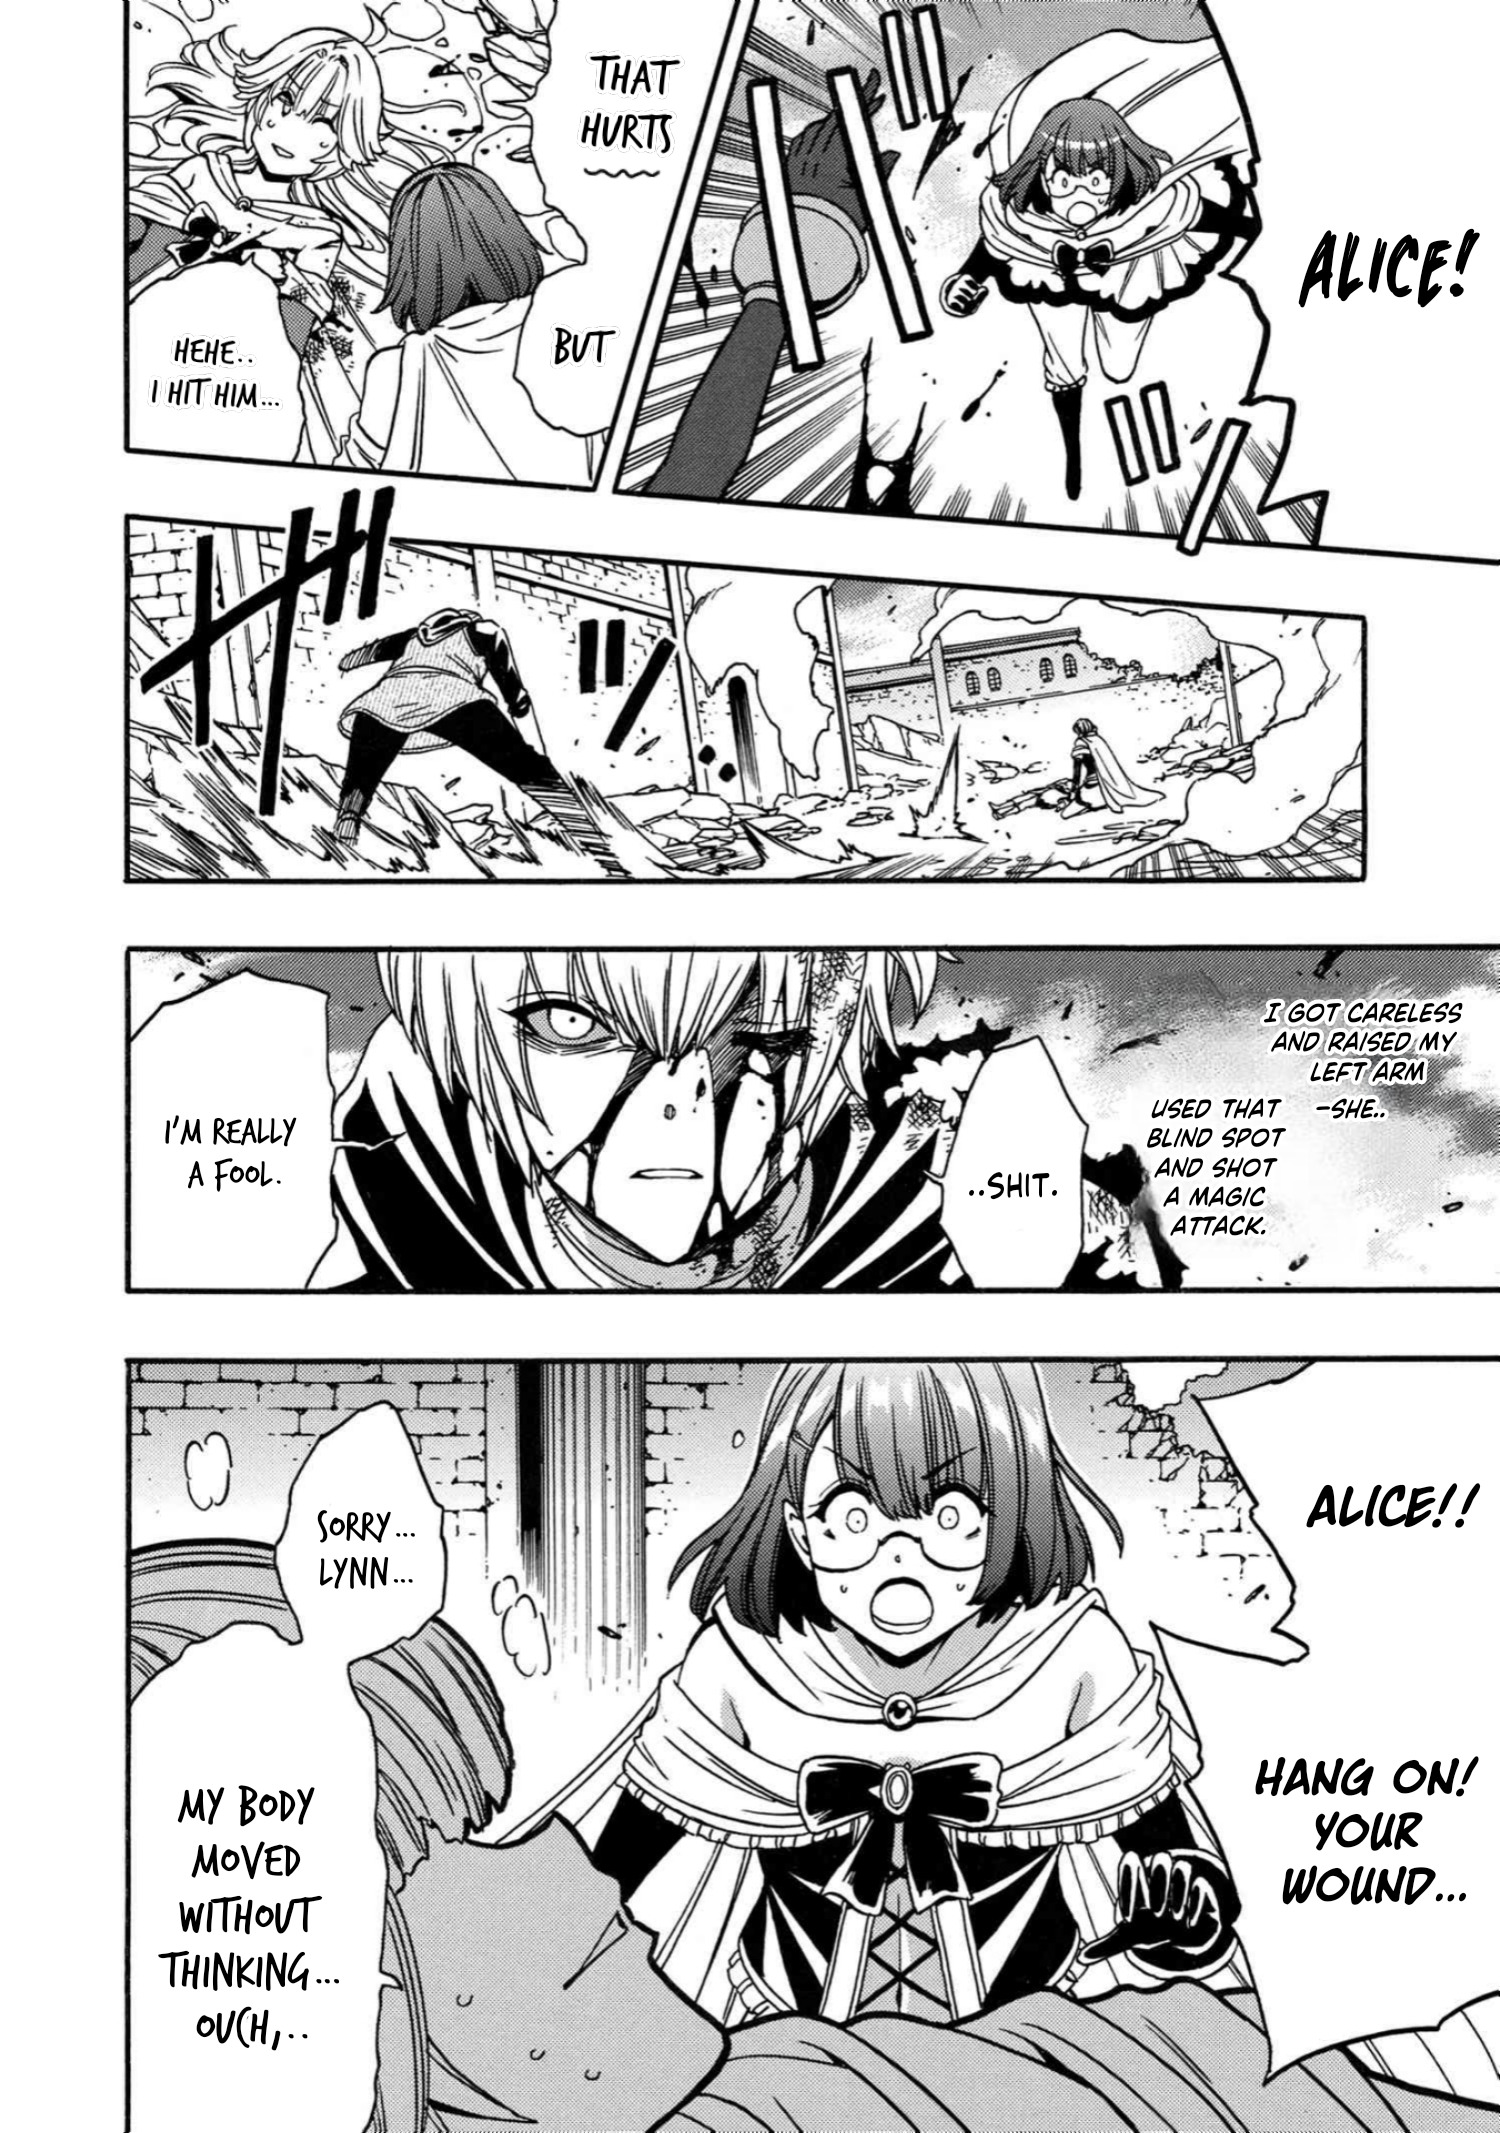 ALICE!
THAT
HURTS
BUT
HEHE..
I HIT HIM...
I GOT CARELESS
AND RAISED MY
LEFT ARM
-SHE..
USED THAT
BLIND SPOT
AND SHOT
A MAGIC
ATTACK.
..SHIT.
I'M REALLY
A FOOL.
ALICE!!
HANG ON!
YOUR
WOUND...
SORRY...
LYNN...
MY BODY
MOVED
WITHOUT
THINKING...
OUCH,..